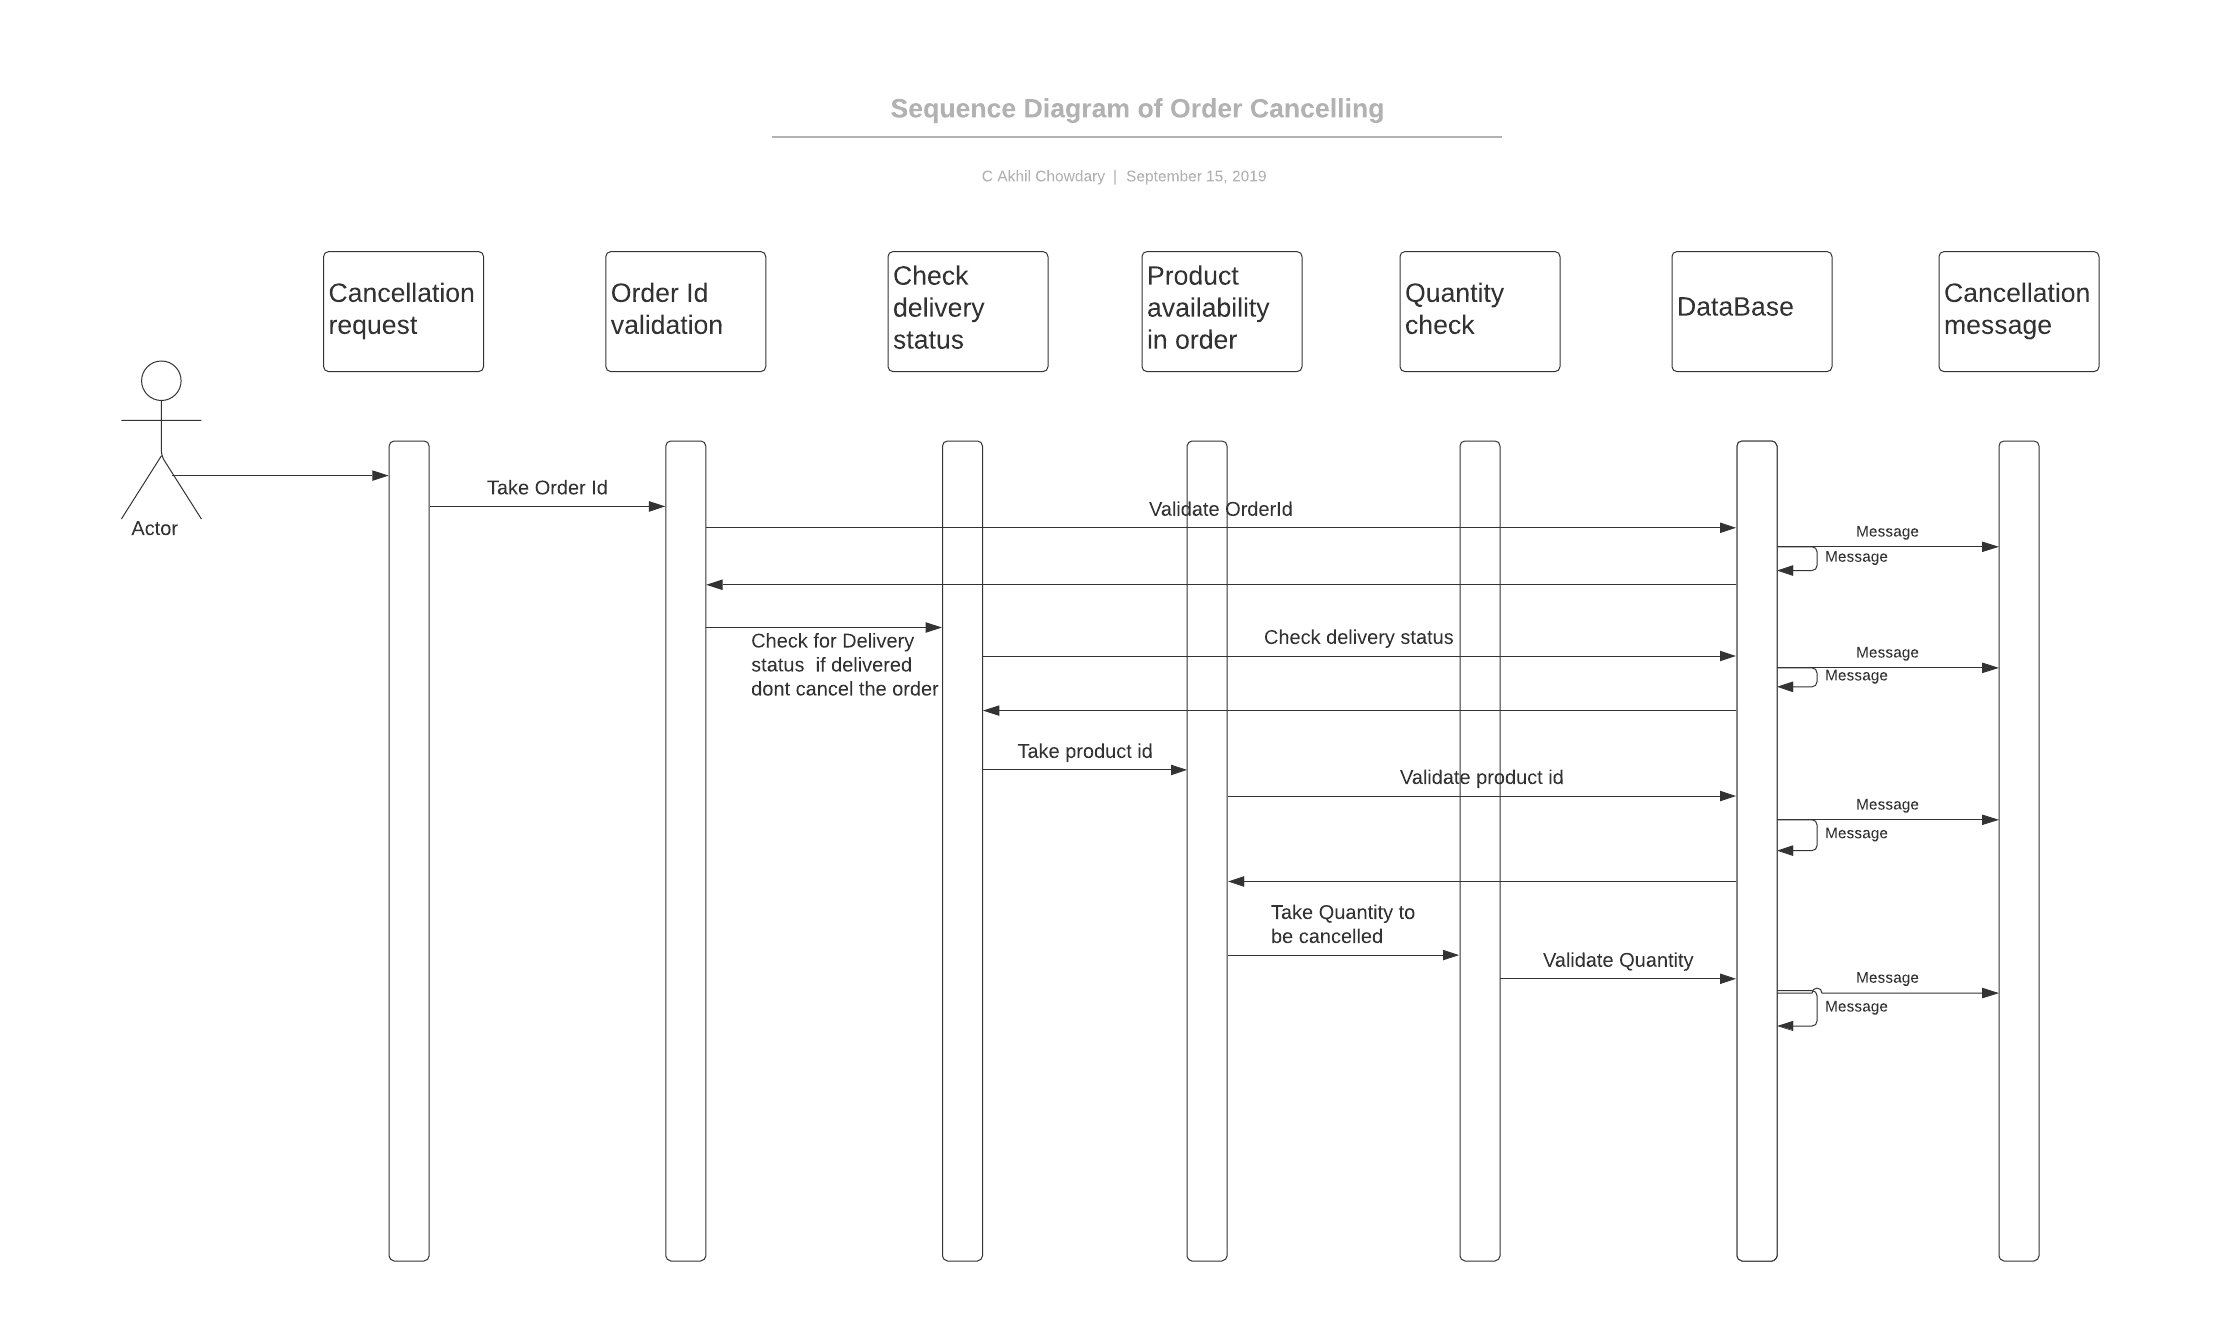 Sequence Diagram of Order Cancelling
C Akhil Chowdary | September 15, 2019
Cancellation
request
Order Id
validation
Check
delivery
status
Product
availability
in order
Quantity
check
DataBase
Cancellation
message
Actor
Take Order Id
Validate OrderId
Message
Message
Check for Delivery
status  if delivered
dont cancel the order
Check delivery status
Message
Message
Take product id
Validate product id
Message
Message
Take Quantity to
be cancelled
Validate Quantity
Message
Message